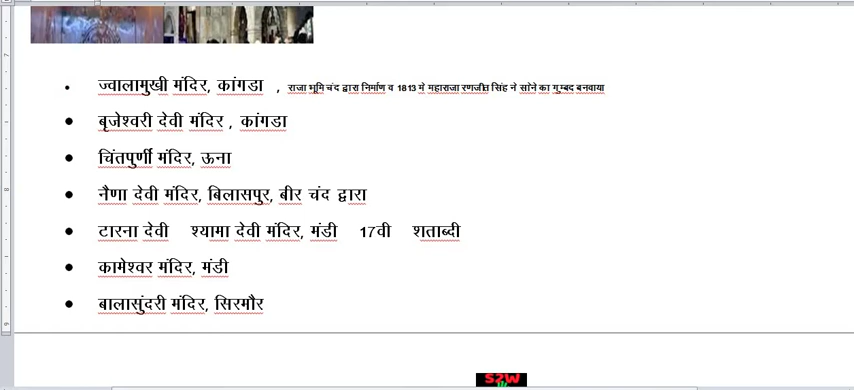 • ज्वालामुखी मंदिर, कांगडा , राजा भूमि चंद द्वारा निर्माण व 1813 मे महाराजा रणजीत सिंह ने सोने का गुम्बद बनवाया
• बृजेश्वरी देवी मंदिर , कांगडा
• चिंतपुर्णी मंदिर, ऊना
• नैणा देवी मंदिर, बिलासपुर, बीर चंद द्वारा
• टारना देवी श्यामा देवी मंदिर, मंडी 17वी शताब्दी
• कामेश्वर मंदिर, मंडी
• बालासुंदरी मंदिर, सिरमौर
S2W